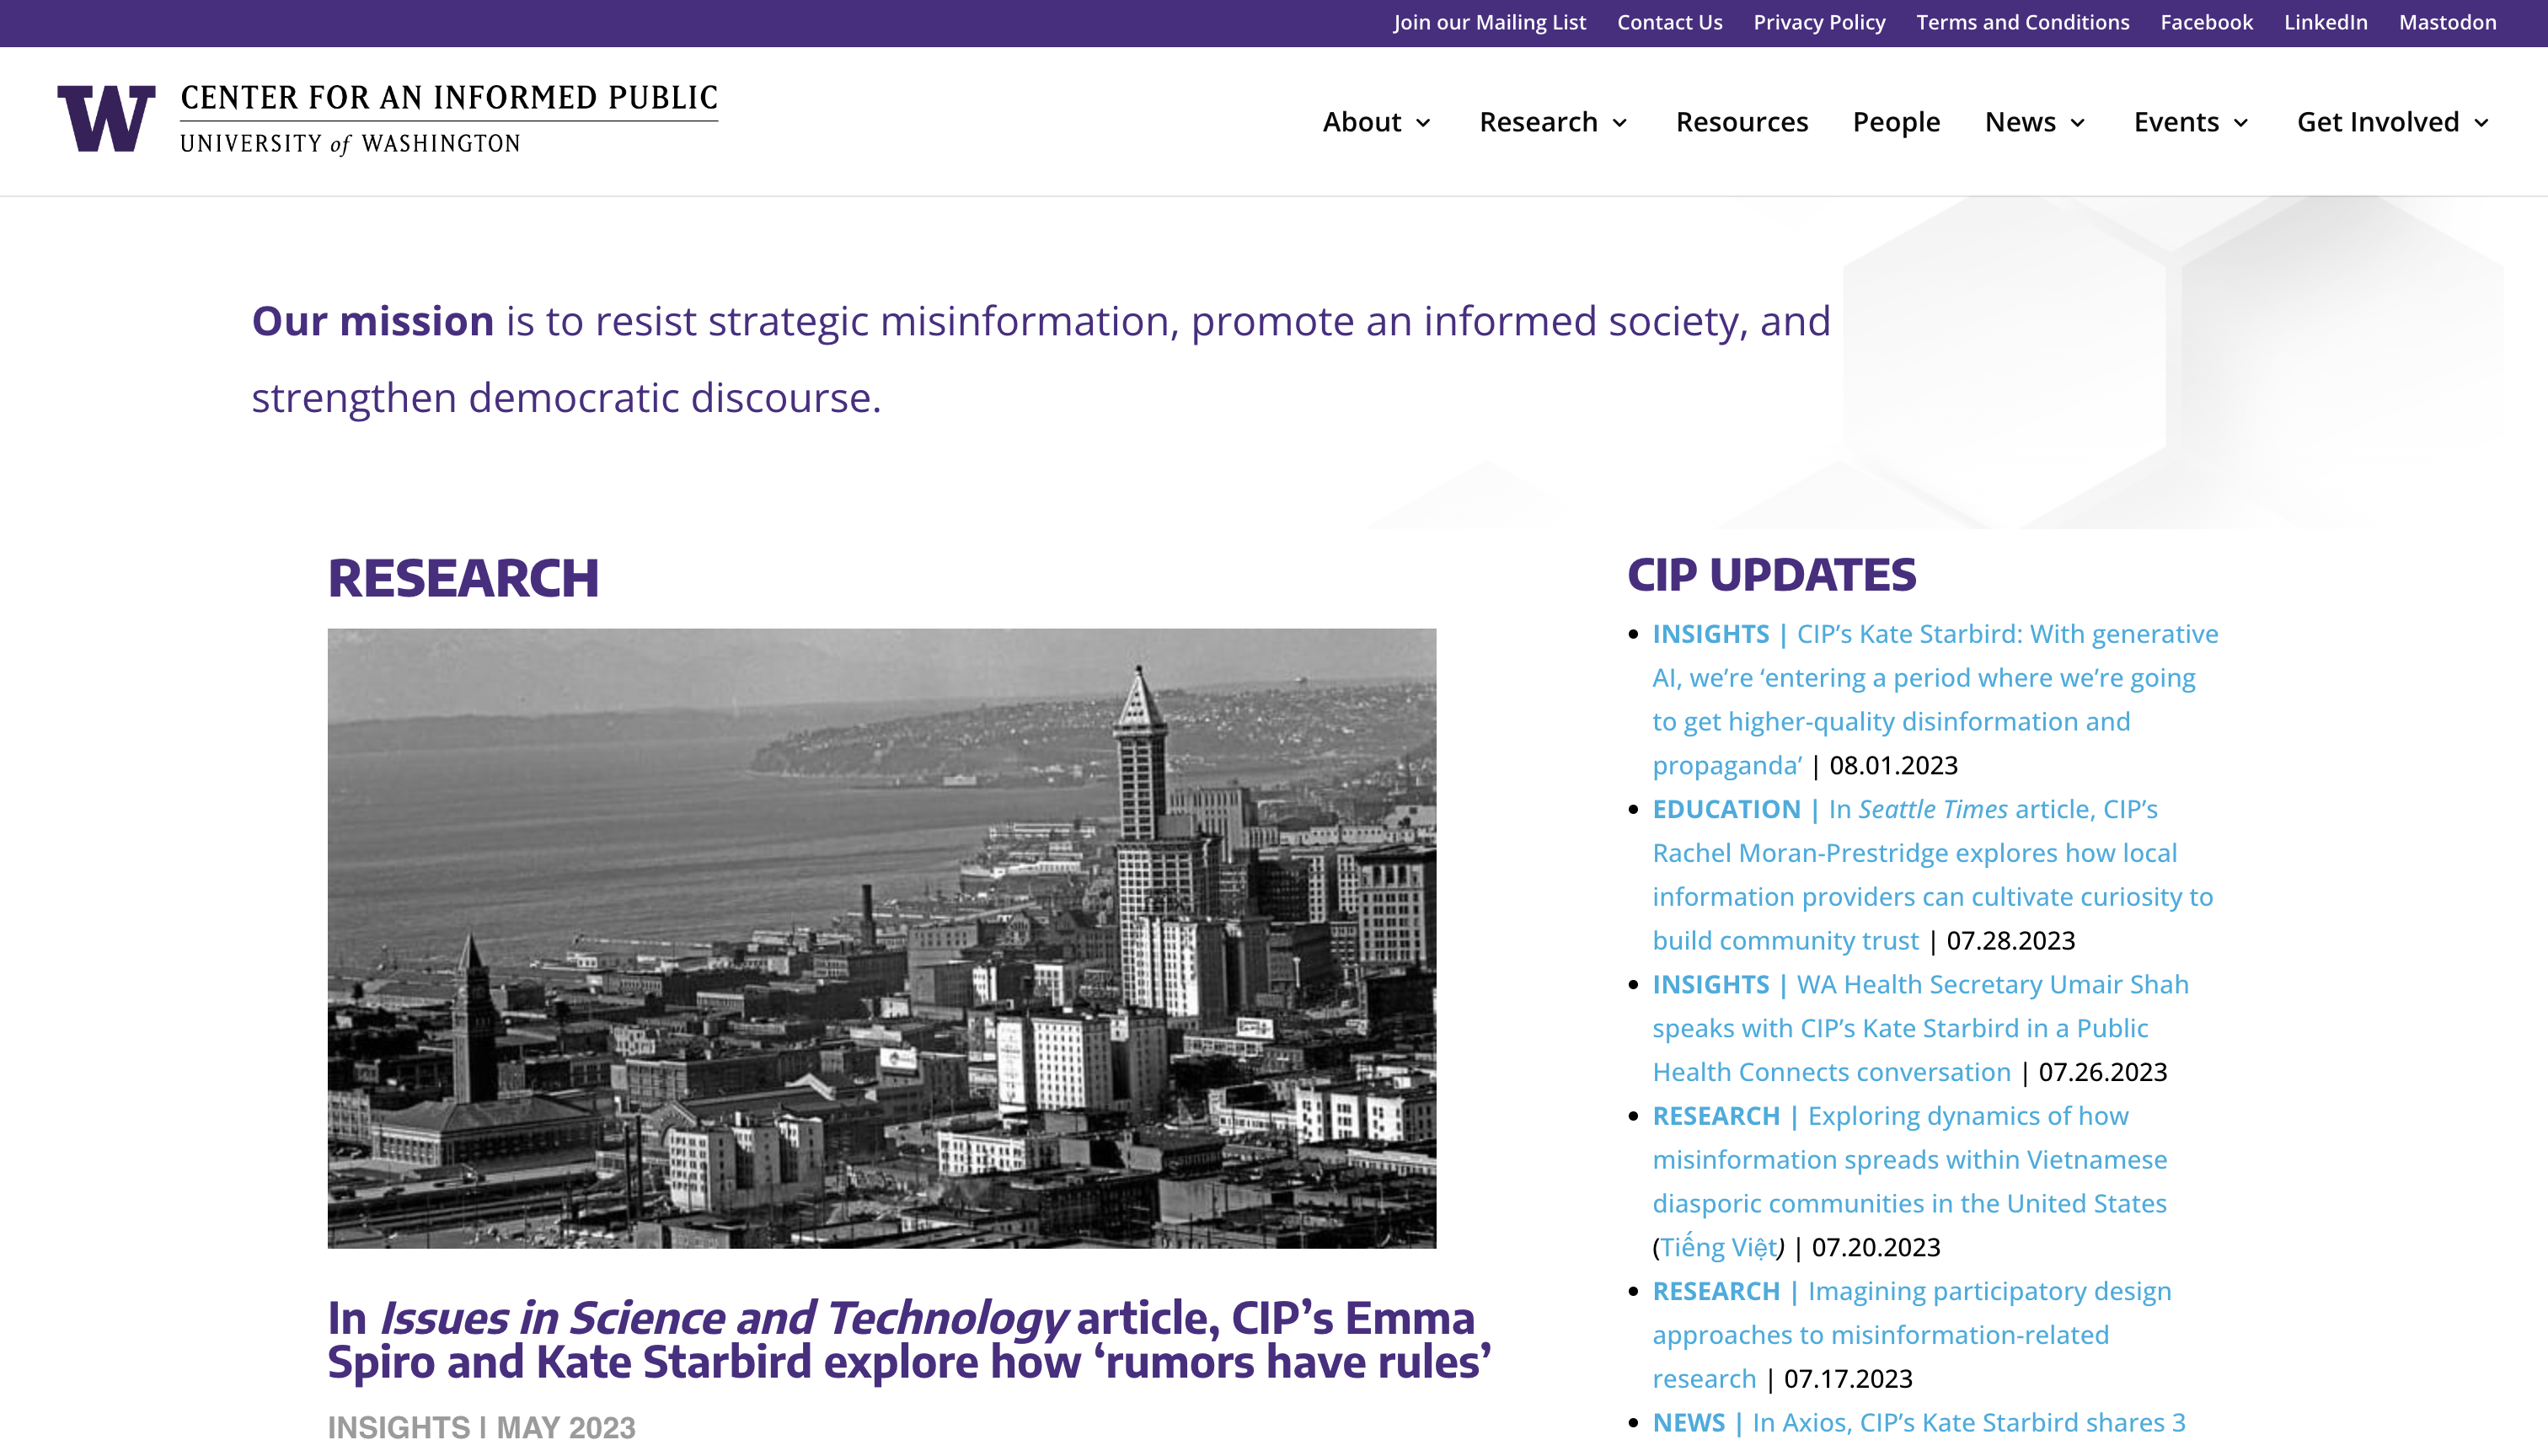 Join our Mailing List Contact Us Privacy Policy Terms and Conditions Facebook LinkedIn Mastodon
W
CENTER FOR AN INFORMED PUBLIC
UNIVERSITY of WASHINGTON
About Research Resources People News Events Get Involved
Our mission is to resist strategic misinformation, promote an informed society, and
strengthen democratic discourse.
RESEARCH
In Issues in Science and Technology article, CIP’s Emma
Spiro and Kate Starbird explore how ‘rumors have rules’
INSIGHTS | MAY 2023
CIP UPDATES
INSIGHTS | CIP’s Kate Starbird: With generative
AI, we’re ‘entering a period where we’re going
to get higher-quality disinformation and
propaganda’ | 08.01.2023
EDUCATION | In Seattle Times article, CIP’s
Rachel Moran-Prestridge explores how local
information providers can cultivate curiosity to
build community trust | 07.28.2023
INSIGHTS | WA Health Secretary Umair Shah
speaks with CIP’s Kate Starbird in a Public
Health Connects conversation | 07.26.2023
RESEARCH | Exploring dynamics of how
misinformation spreads within Vietnamese
diasporic communities in the United States
(Tiếng Việt) | 07.20.2023
RESEARCH | Imagining participatory design
approaches to misinformation-related
research | 07.17.2023
NEWS | In Axios, CIP’s Kate Starbird shares 3